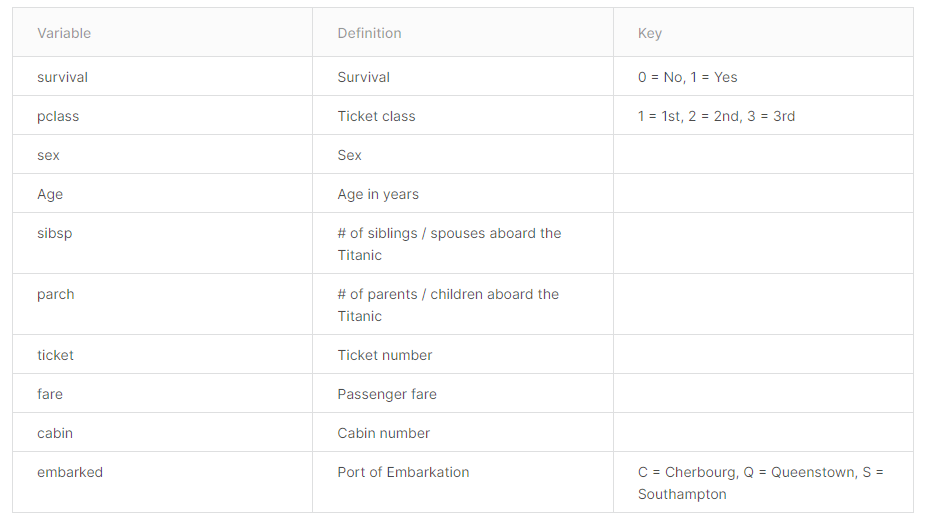 Variable Definition Key
survival Survival 0 = No, 1 = Yes
pclass Ticket class 1 = 1st, 2 = 2nd, 3 = 3rd
sex Sex
Age Age in years
sibsp # of siblings / spouses aboard the
Titanic
parch # of parents / children aboard the
Titanic
ticket Ticket number
fare Passenger fare
cabin Cabin number
embarked Port of Embarkation C = Cherbourg, Q = Queenstown, S =
Southampton